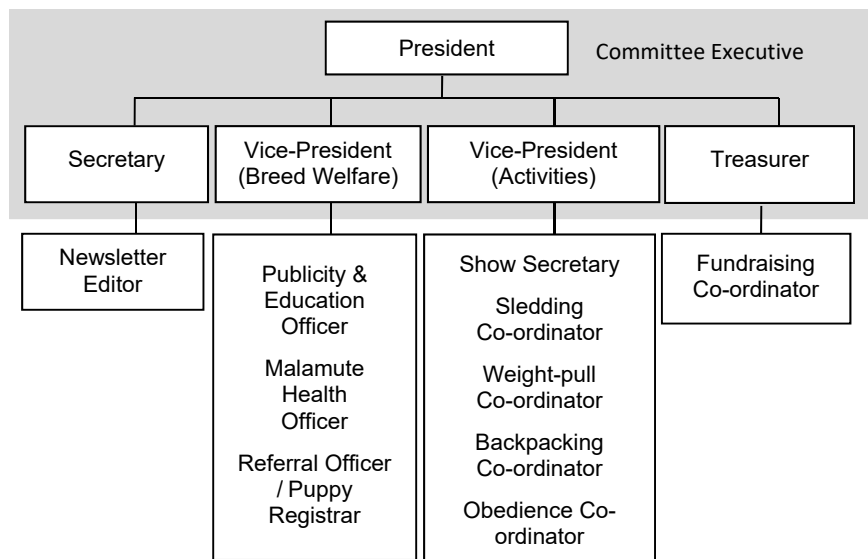 President
Committee Executive
Secretary
Vice-President
(Breed Welfare)
Vice-President
(Activities)
Treasurer
Newsletter
Editor
Publicity &
Education
Officer
Malamute
Health
Officer
Referral Officer
/ Puppy
Registrar
Show Secretary
Sledding
Co-ordinator
Weight-pull
Co-ordinator
Backpacking
Co-ordinator
Obedience Co-
ordinator
Fundraising
Co-ordinator